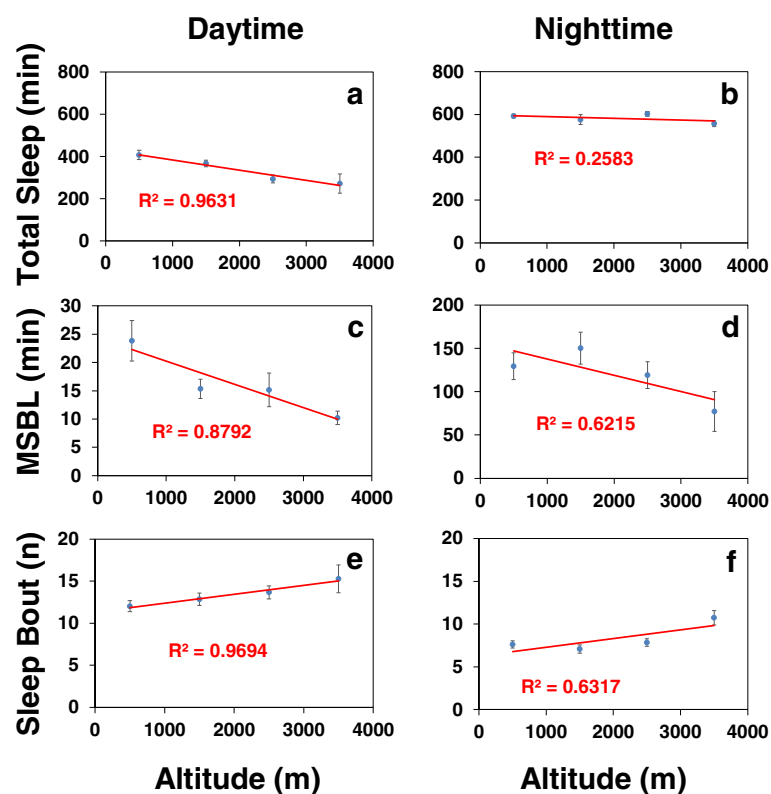 Daytime
Nighttime
Total Sleep (min)
800
600
400
200
0
a
R² = 0.9631
0 1000 2000 3000 4000
800
600
400
200
0
b
R² = 0.2583
0 1000 2000 3000 4000
MSBL (min)
30
25
20
15
10
5
0
c
R² = 0.8792
0 1000 2000 3000 4000
200
150
100
50
0
d
R² = 0.6215
0 1000 2000 3000 4000
Sleep Bout (n)
20
15
10
5
0
e
R² = 0.9694
0 1000 2000 3000 4000
20
15
10
5
0
f
R² = 0.6317
0 1000 2000 3000 4000
Altitude (m)
Altitude (m)